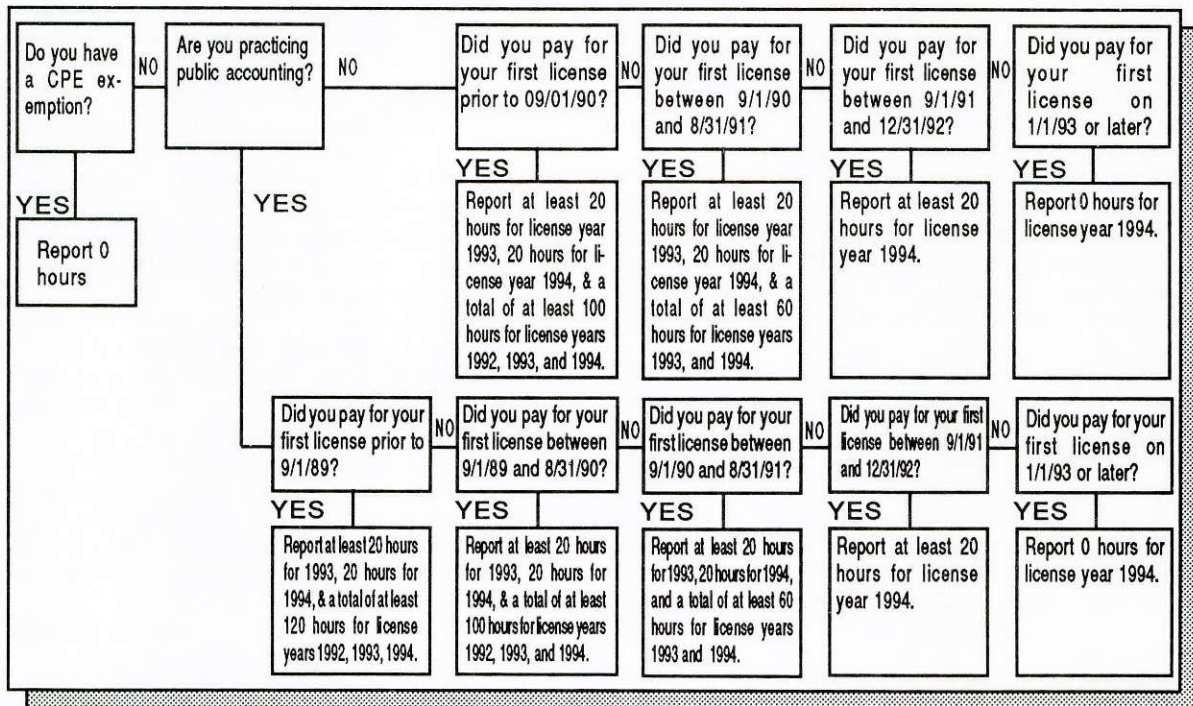 Do you have
a CPE ex-
emption?
NO
Are you practicing
public accounting?
NO
Did you pay for
your first license
prior to 09/01/90?
NO
Did you pay for
your first license
between 9/1/90
and 8/31/91?
NO
Did you pay for
your first license
between 9/1/91
and 12/31/92?
NO
Did you pay for
your first
license on
1/1/93 or later?
YES
Report 0
hours
YES
YES
Report at least 20
hours for license year
1993, 20 hours for li-
cense year 1994, & a
total of at least 100
hours for license years
1992, 1993, and 1994.
YES
Report at least 20
hours for license year
1993, 20 hours for li-
cense year 1994, & a
total of at least 60
hours for license years
1993, and 1994.
YES
Report at least 20
hours for license
year 1994.
YES
Report 0 hours for
license year 1994.
Did you pay for your
first license prior to
9/1/89?
NO
Did you pay for your
first license between
9/1/89 and 8/31/90?
NO
Did you pay for your
first license between
9/1/90 and 8/31/91?
NO
Did you pay for your first
license between 9/1/91
and 12/31/92?
NO
Did you pay for your
first license on
1/1/93 or later?
YES
Report at least 20 hours
for 1993, 20 hours for
1994, & a total of at least
120 hours for license
years 1992, 1993, 1994.
YES
Report at least 20 hours
for 1993, 20 hours for
1994, & a total of at least
100 hours for license years
1992, 1993, and 1994.
YES
Report at least 20 hours
for 1993, 20 hours for 1994,
and a total of at least 60
hours for license years
1993 and 1994.
YES
Report at least 20
hours for license
year 1994.
YES
Report 0 hours for
license year 1994.